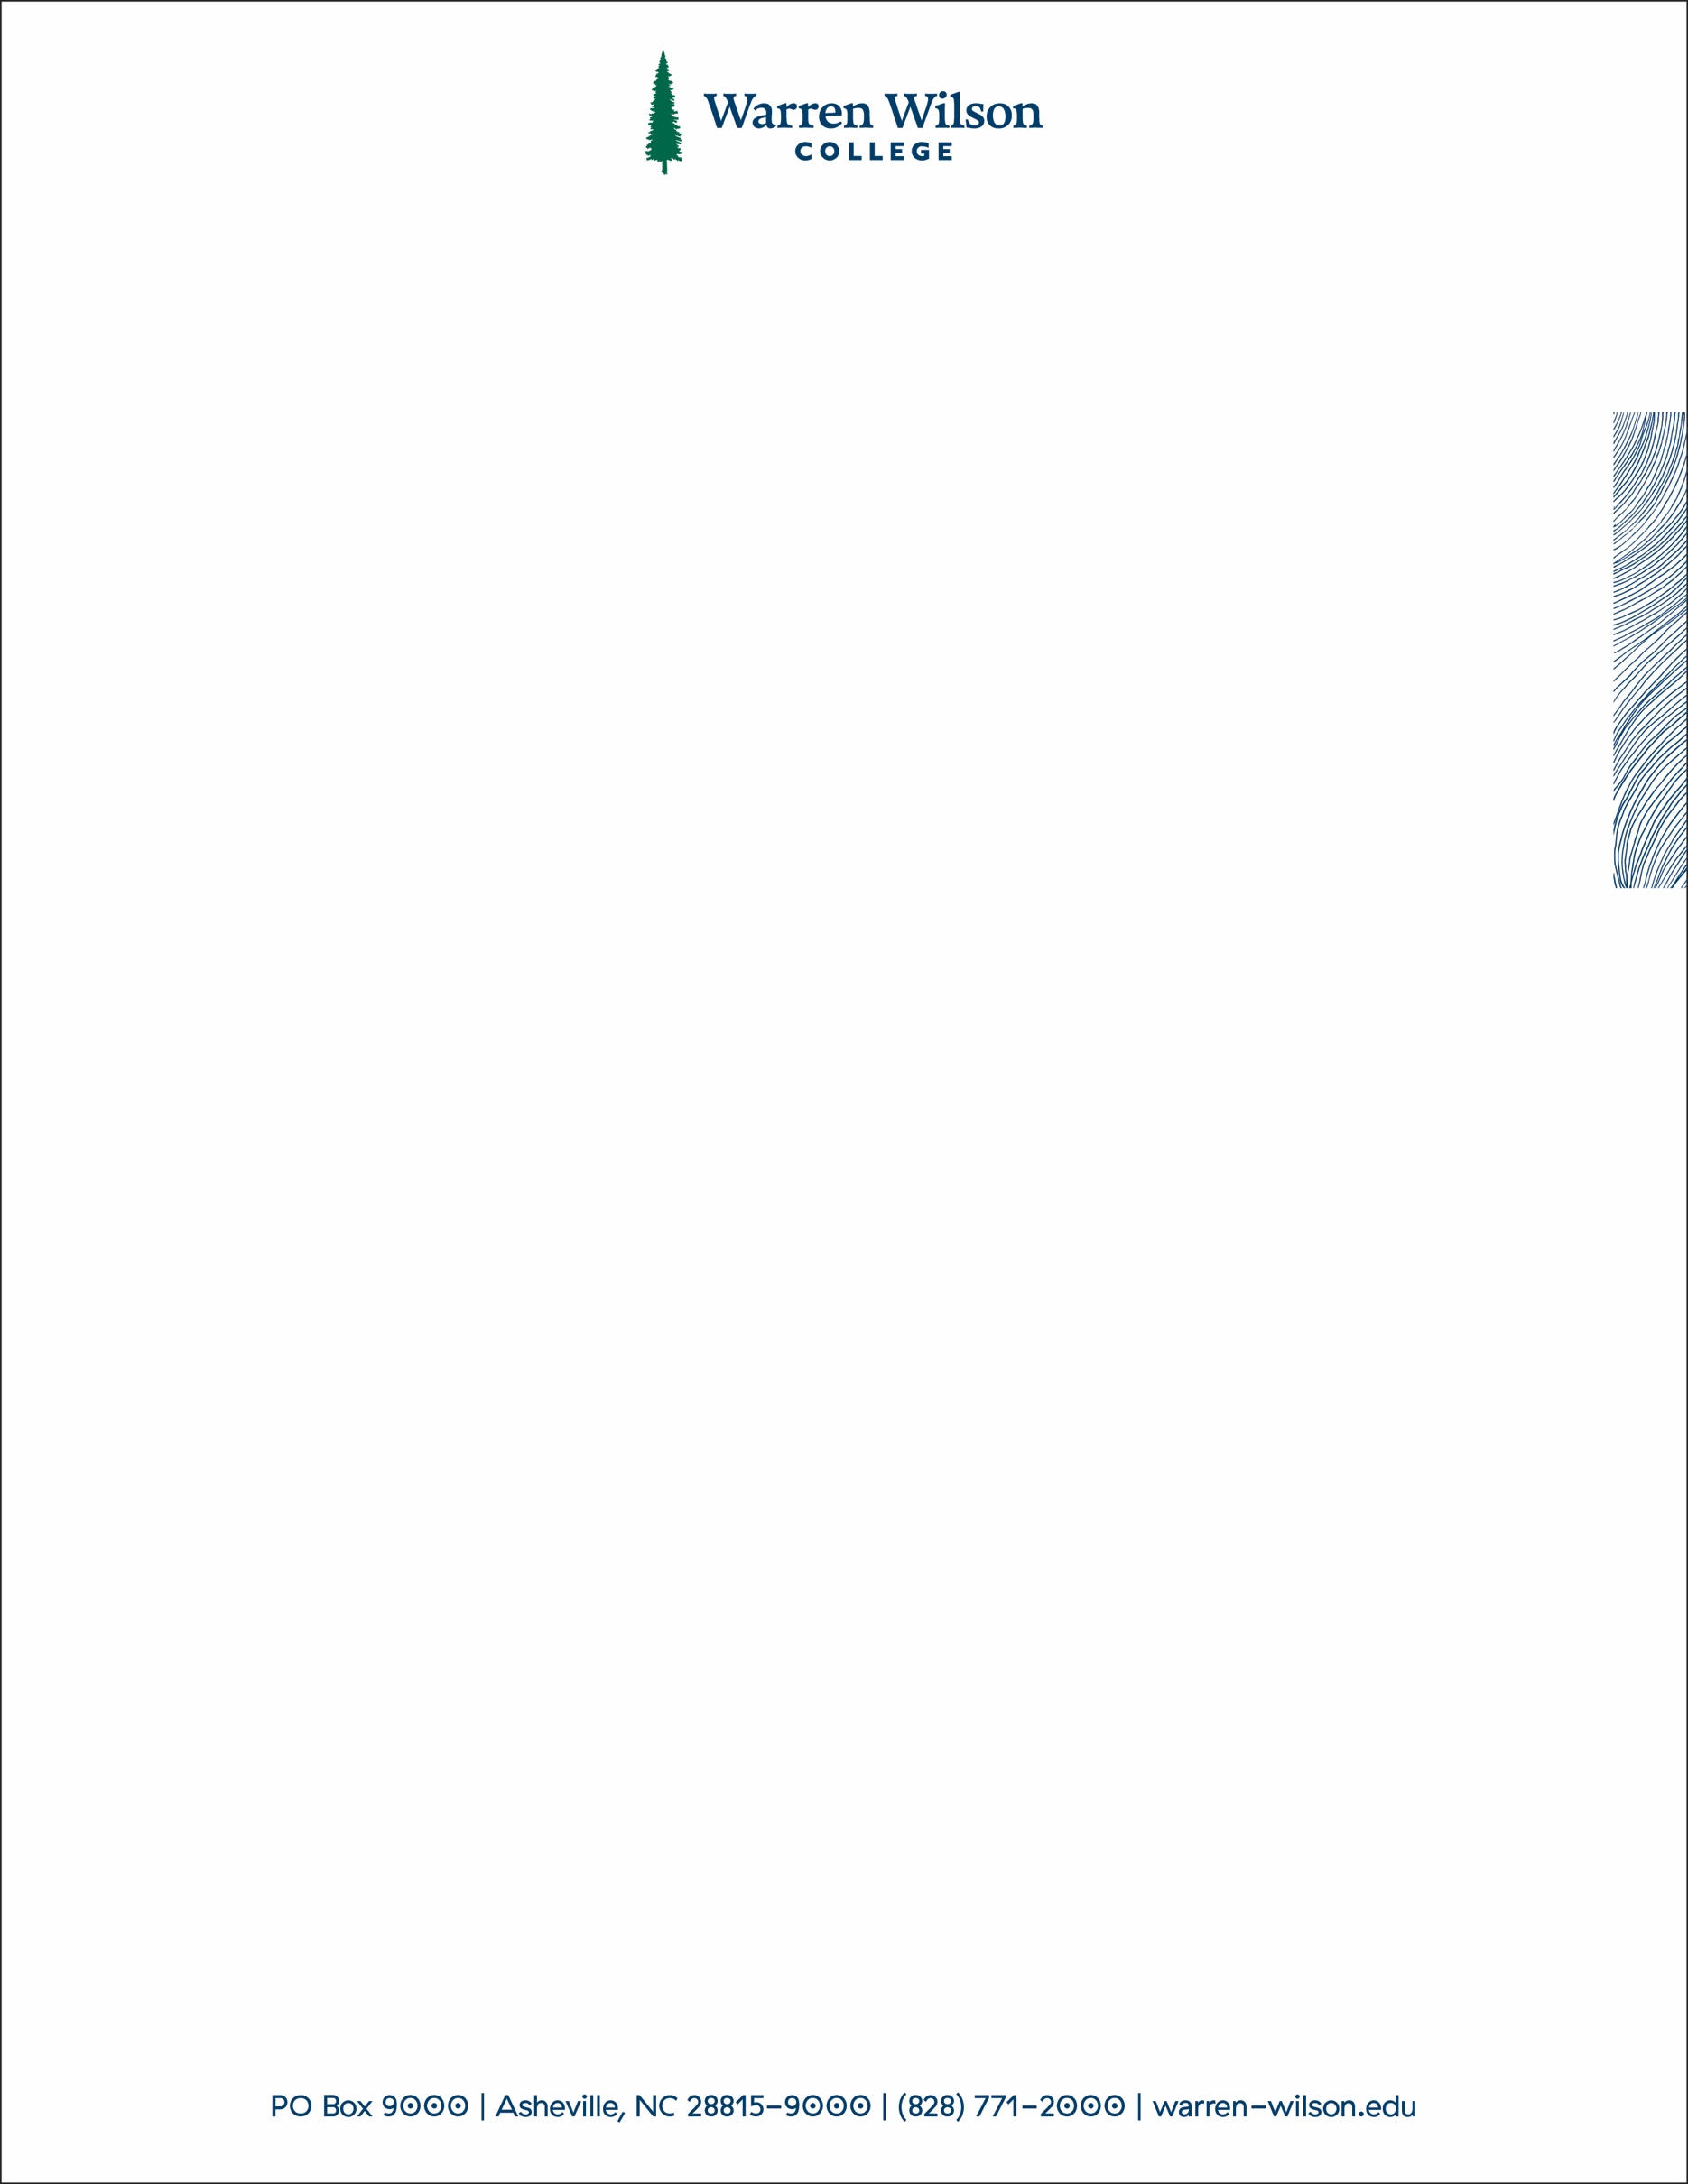 Warren Wilson
COLLEGE
PO Box 9000 | Asheville, NC 28815-9000 | (828) 771-2000 | warren-wilson.edu